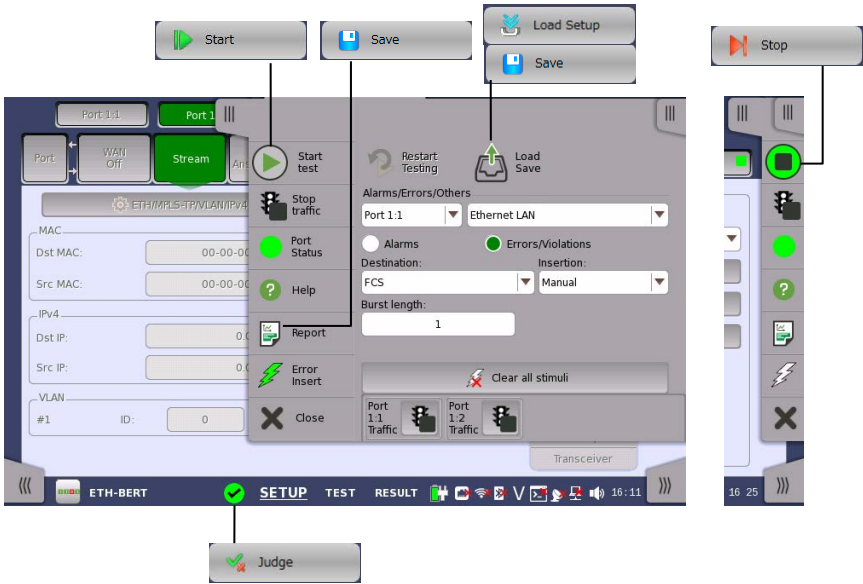 Start
Save
Load Setup
Save
Stop
Port 1:1
Port 1
Port
WAN
Off
Stream
Start
test
Restart
Testing
Load
Save
ETH/MPLS-TP/VLAN/IPv4
Stop
traffic
Alarms/Errors/Others
Port 1:1
Ethernet LAN
MAC
Dst MAC:
00-00-00
Port
Status
Alarms
Errors/Violations
Destination:
Insertion:
Src MAC:
00-00-00
Help
FCS
Manual
Burst length:
1
IPv4
Dst IP:
0.0
Report
Src IP:
0.0
Error
Insert
Clear all stimuli
VLAN
#1
ID:
0
Close
Port
1:1
Traffic
Port
1:2
Traffic
Transceiver
ETH-BERT
SETUP
TEST
RESULT
16:11
16 25
Judge